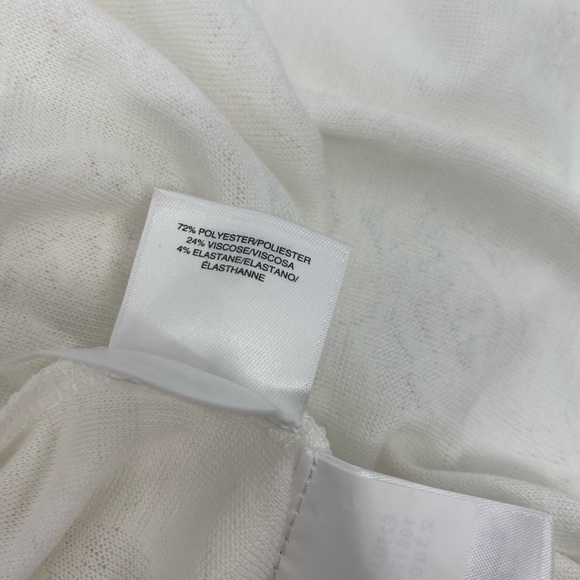 72% POLYESTER/POLIESTER
24% VISCOSE/VISCOSA
4% ELASTANE/ELASTANO/
ÉLASTHANNE